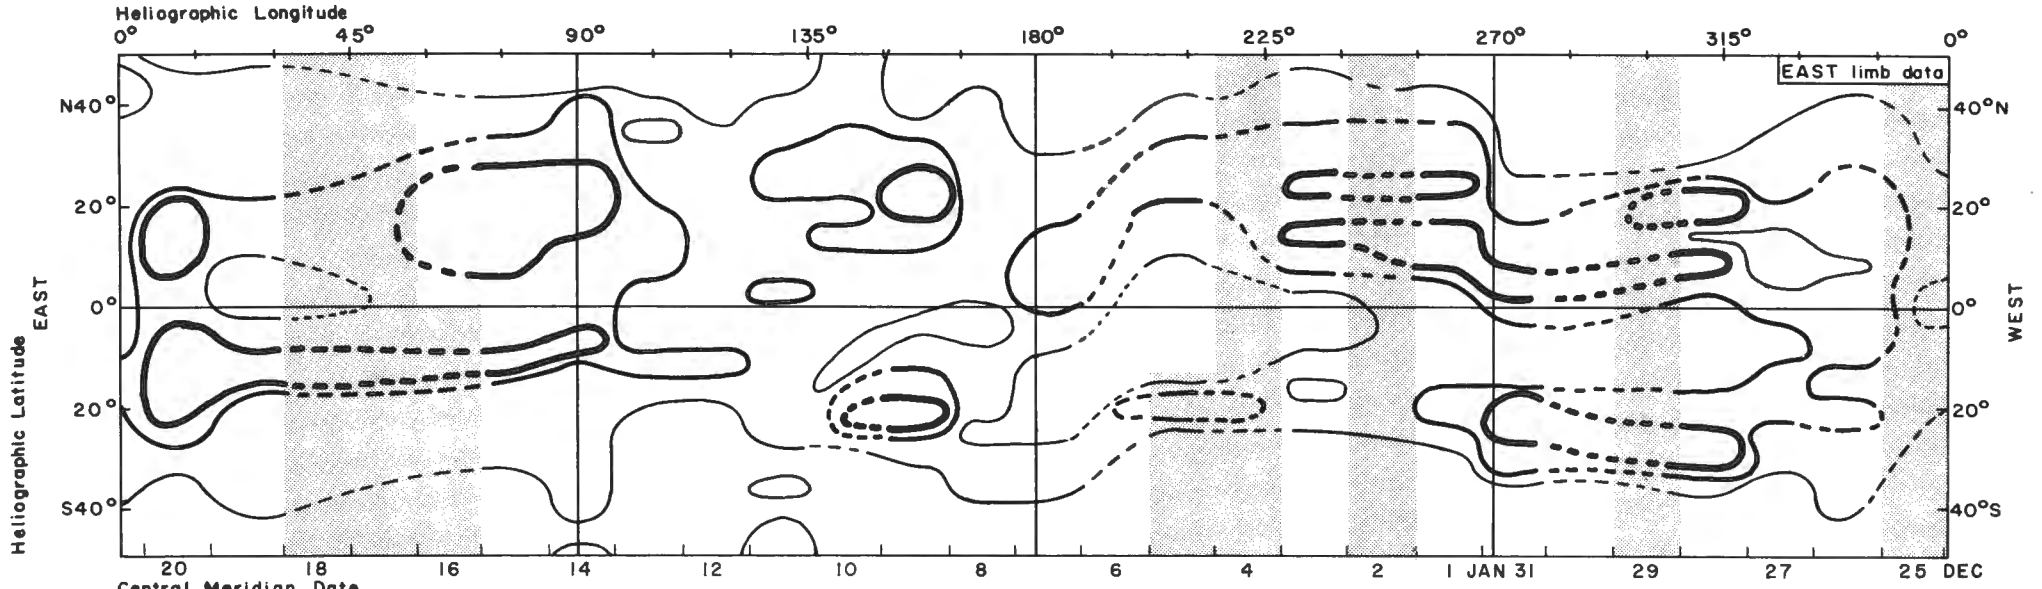 Heliographic Longitude
0° 45° 90° 135° 180° 225° 270° 315° 0°
EAST limb data
N40° 40°N
20° 20°
0° 0°
20° 20°
S40° 40°S
EAST
WEST
Heliographic Latitude
20 18 16 14 12 10 8 6 4 2 1 JAN 31 29 27 25 DEC
Central Meridian Date